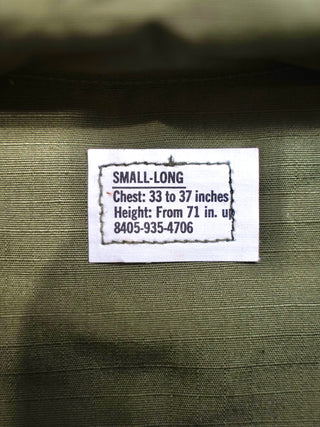 SMALL-LONG
Chest: 33 to 37 inches
Height: From 71 in. up
8405-935-4706